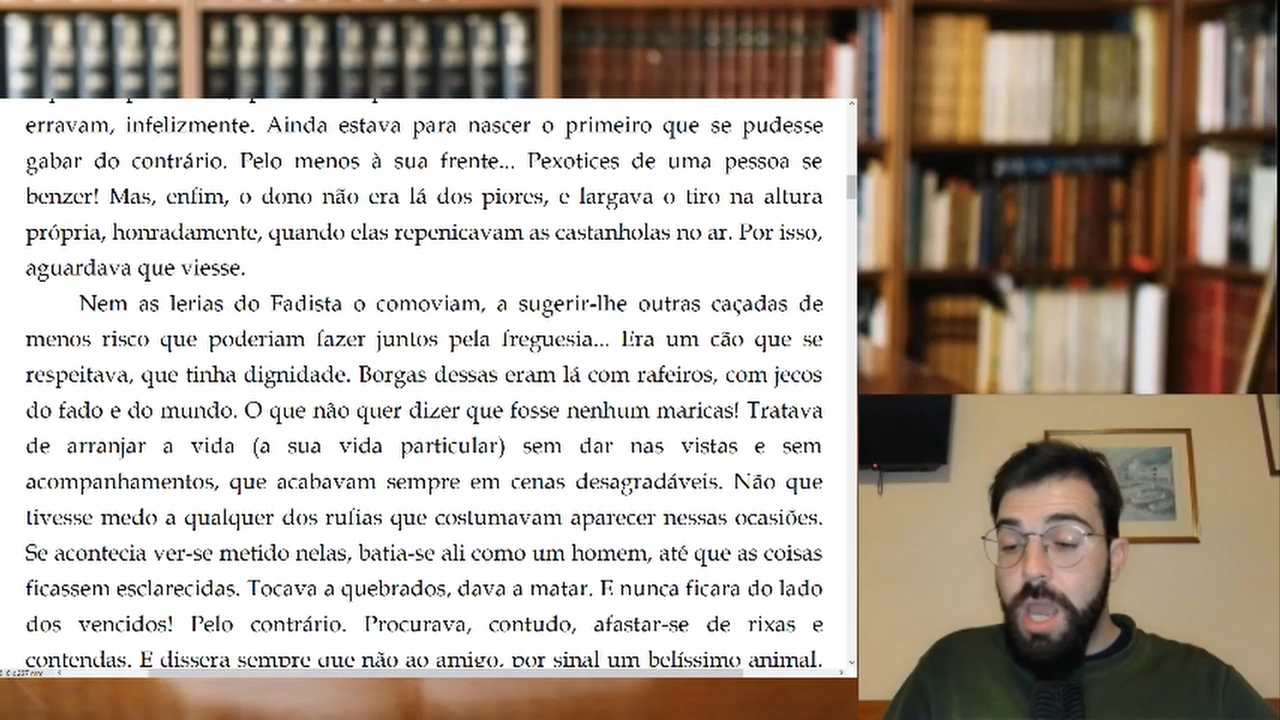 erravam, infelizmente. Ainda estava para nascer o primeiro que se pudesse
gabar do contrário. Pelo menos à sua frente... Pexotices de uma pessoa se
benzer! Mas, enfim, o dono não era lá dos piores, e largava o tiro na altura
própria, honradamente, quando elas repenicavam as castanholas no ar. Por isso,
aguardava que viesse.
Nem as lerias do Fadista o comoviam, a sugerir-lhe outras caçadas de
menos risco que poderiam fazer juntos pela freguesia... Era um cão que se
respeitava, que tinha dignidade. Borgas dessas eram lá com rafeiros, com jecos
do fado e do mundo. O que não quer dizer que fosse nenhum maricas! Tratava
de arranjar a vida (a sua vida particular) sem dar nas vistas e sem
acompanhamentos, que acabavam sempre em cenas desagradáveis. Não que
tivesse medo a qualquer dos rufias que costumavam aparecer nessas ocasiões.
Se acontecia ver-se metido nelas, batia-se ali como um homem, até que as coisas
ficassem esclarecidas. Tocava a quebrados, dava a matar. E nunca ficara do lado
dos vencidos! Pelo contrário. Procurava, contudo, afastar-se de rixas e
contendas. E dissera sempre que não ao amigo, por sinal um belíssimo animal,